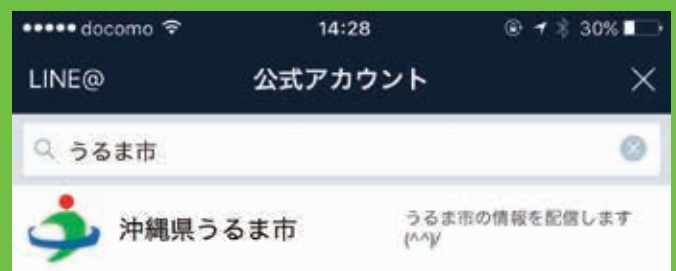 docomo 14:28 30%
LINE@ 公式アカウント
うるま市
沖縄県うるま市
うるま市の情報を配信します
(^^)/